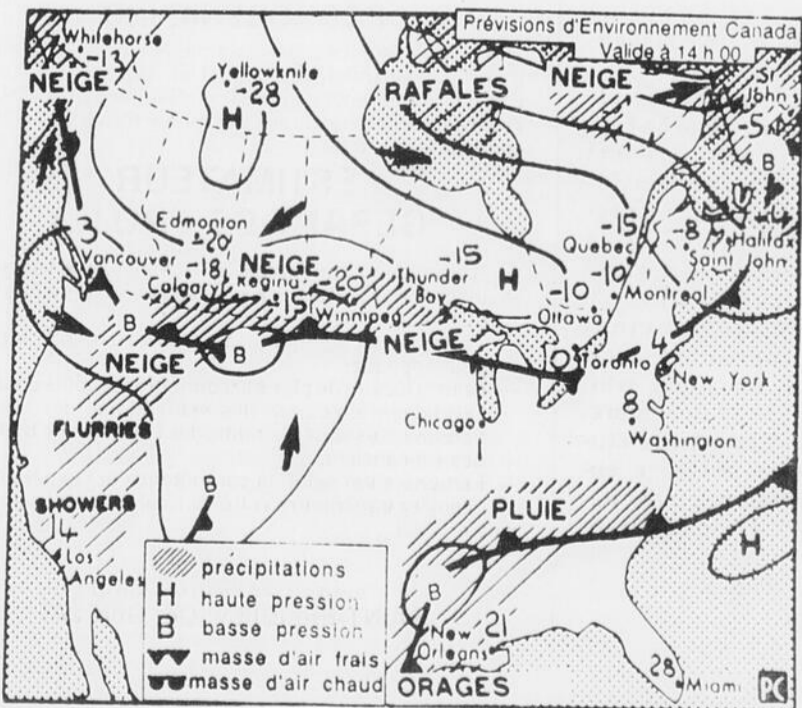 Prévisions d'Environnement Canada
Valide à 14 h 00
Whitehorse
-13
NEIGE
Yellowknife
-28
H
RAFALES
NEIGE
St
John's
-5
B
3
Vancouver
Edmonton
-20
-18
Calgary
NEIGE
Regina
-15
-20
Winnipeg
Thunder
Bay
-15
H
-15
Quebec
-10
-10
Ottawa
Montreal
-8
Saint John
-4
Halifax
B
NEIGE
B
NEIGE
0
Toronto
4
New York
Chicago
8
Washington
FLURRIES
SHOWERS
14
Los
Angeles
B
PLUIE
H
B
New
Orleans
21
ORAGES
28
Miami
PC
précipitations
H haute pression
B basse pression
masse d'air frais
masse d'air chaud